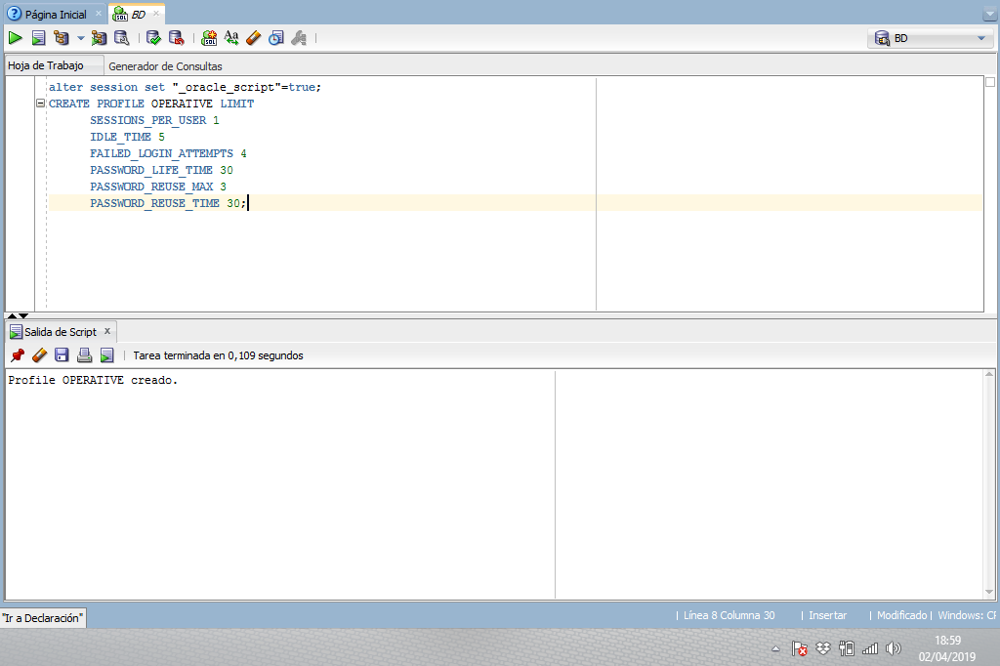 Página Inicial
BD
BD
Hoja de Trabajo
Generador de Consultas
alter session set "_oracle_script"=true;
CREATE PROFILE OPERATIVE LIMIT
SESSIONS_PER_USER 1
IDLE_TIME 5
FAILED_LOGIN_ATTEMPTS 4
PASSWORD_LIFE_TIME 30
PASSWORD_REUSE_MAX 3
PASSWORD_REUSE_TIME 30;
Salida de Script
Tarea terminada en 0,109 segundos
Profile OPERATIVE creado.
"Ir a Declaración"
| Línea 8 Columna 30 | Insertar | Modificado | Windows: CF
18:59
02/04/2019